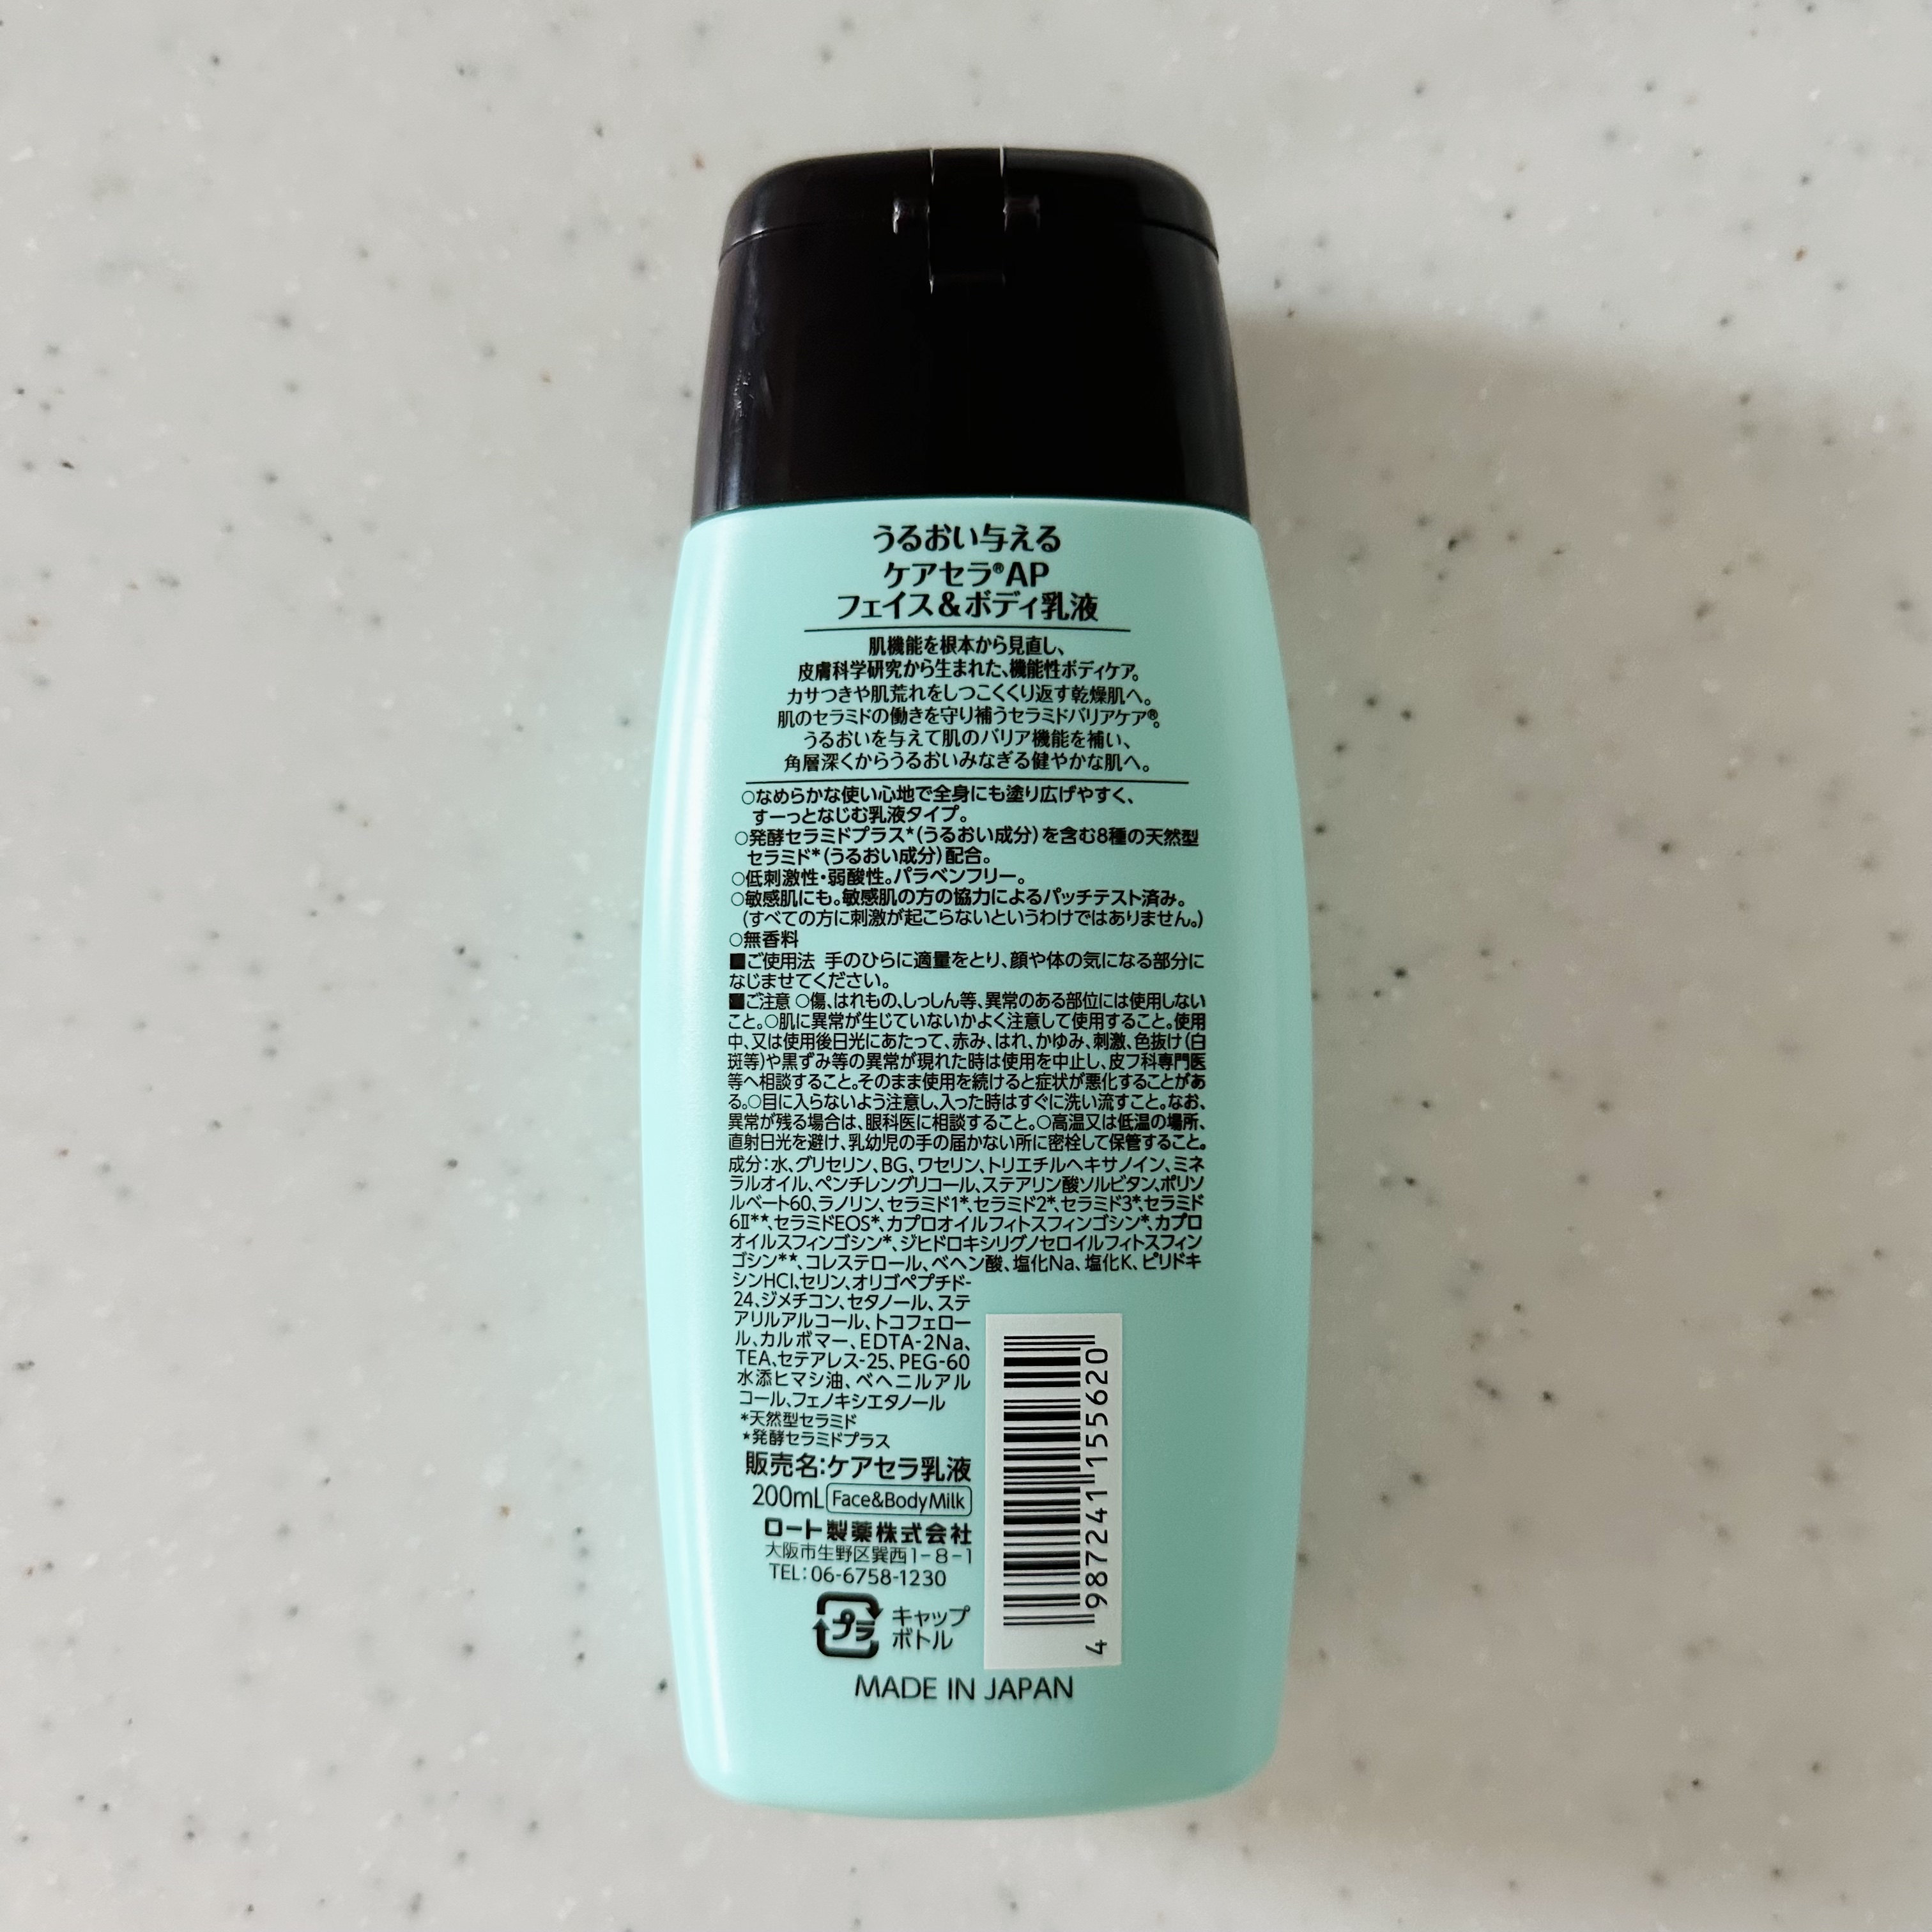 うるおい与える
ケアセラ®AP
フェイス&ボディ乳液
肌機能を根本から見直し、
皮膚科学研究から生まれた、機能性ボディケア。
カサつきや肌荒れをしつこくくり返す乾燥肌へ。
肌のセラミドの働きを守り補うセラミドバリアケア®。
うるおいを与えて肌のバリア機能を補い、
角層深くからうるおいみなぎる健やかな肌へ。
○なめらかな使い心地で全身にも塗り広げやすく、
すーっとなじむ乳液タイプ。
○発酵セラミドプラス★(うるおい成分)を含む8種の天然型
セラミド*(うるおい成分)配合。
○低刺激性・弱酸性。パラベンフリー。
○敏感肌にも。敏感肌の方の協力によるパッチテスト済み。
(すべての方に刺激が起こらないというわけではありません。)
○無香料
■ご使用法 手のひらに適量をとり、顔や体の気になる部分に
なじませてください。
■ご注意 ○傷、はれもの、しっしん等、異常のある部位には使用しない
こと。○肌に異常が生じていないかよく注意して使用すること。使用
中、又は使用後日光にあたって、赤み、はれ、かゆみ、刺激、色抜け(白
斑等)や黒ずみ等の異常が現れた時は使用を中止し、皮フ科専門医
等へ相談すること。そのまま使用を続けると症状が悪化することがあ
る。○目に入らないよう注意し、入った時はすぐに洗い流すこと。なお、
異常が残る場合は、眼科医に相談すること。○高温又は低温の場所、
直射日光を避け、乳幼児の手の届かない所に密栓して保管すること。
成分:水、グリセリン、BG、ワセリン、トリエチルヘキサノイン、ミネ
ラルオイル、ペンチレングリコール、ステアリン酸ソルビタン、ポリソ
ルベート60、ラノリン、セラミド1*、セラミド2*、セラミド3*、セラミド
6Ⅱ*★、セラミドEOS*、カプロオイルフィトスフィンゴシン*、カプロ
オイルスフィンゴシン*、ジヒドロキシリグノセロイルフィトスフィン
ゴシン*★、コレステロール、ベヘン酸、塩化Na、塩化K、ピリドキ
シンHCl、セリン、オリゴペプチド-
24、ジメチコン、セタノール、ステ
アリルアルコール、トコフェロー
ル、カルボマー、EDTA-2Na、
TEA、セテアレス-25、PEG-60
水添ヒマシ油、ベヘニルアル
コール、フェノキシエタノール
*天然型セラミド
★発酵セラミドプラス
販売名:ケアセラ乳液
200mL Face&Body Milk
ロート製薬株式会社
大阪市生野区巽西1-8-1
TEL:06-6758-1230
プラ キャップ
ボトル
4 987241 155620
MADE IN JAPAN